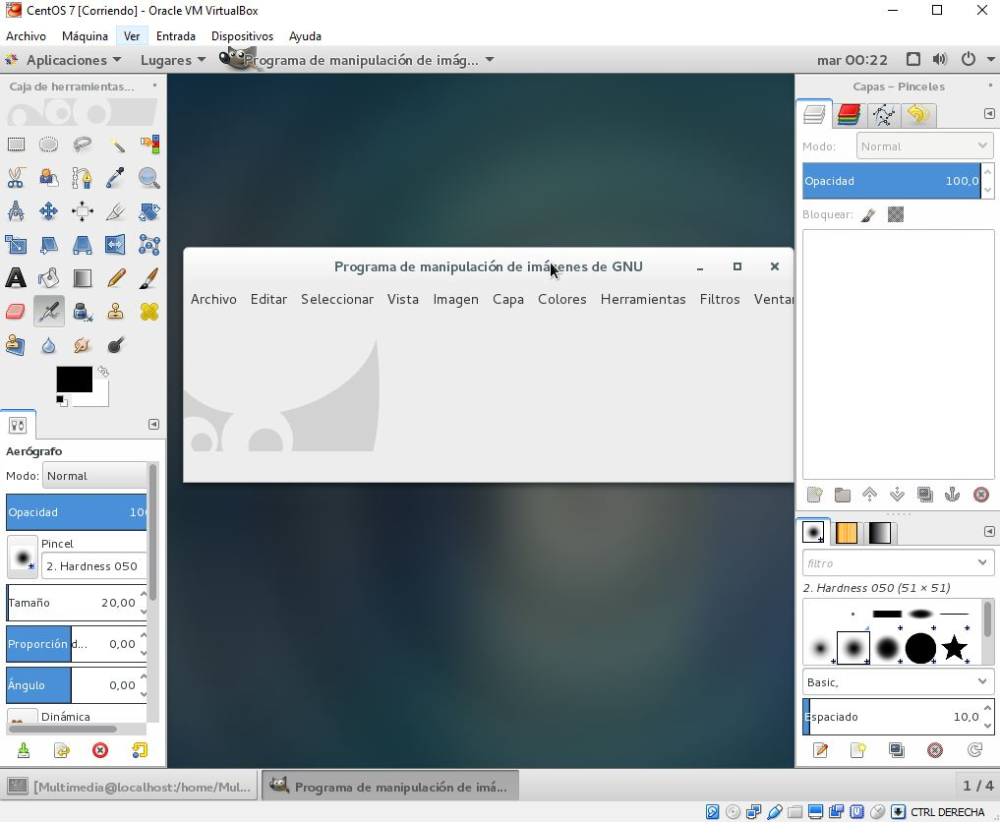 CentOS 7 [Corriendo] - Oracle VM VirtualBox
Archivo Máquina Ver Entrada Dispositivos Ayuda
Aplicaciones Lugares Programa de manipulación de imág... mar 00:22
Caja de herramientas...
Capas – Pinceles
Modo: Normal
Opacidad 100,0
Bloquear:
Programa de manipulación de imágenes de GNU
Archivo Editar Seleccionar Vista Imagen Capa Colores Herramientas Filtros Ventan
Aerógrafo
Modo: Normal
Opacidad 100
Pincel
2. Hardness 050
Tamaño 20,00
Proporción d... 0,00
Ángulo 0,00
Dinámica
filtro
2. Hardness 050 (51 × 51)
Basic,
Espaciado 10,0
[Multimedia@localhost:/home/Mul...
Programa de manipulación de imá...
1 / 4
CTRL DERECHA